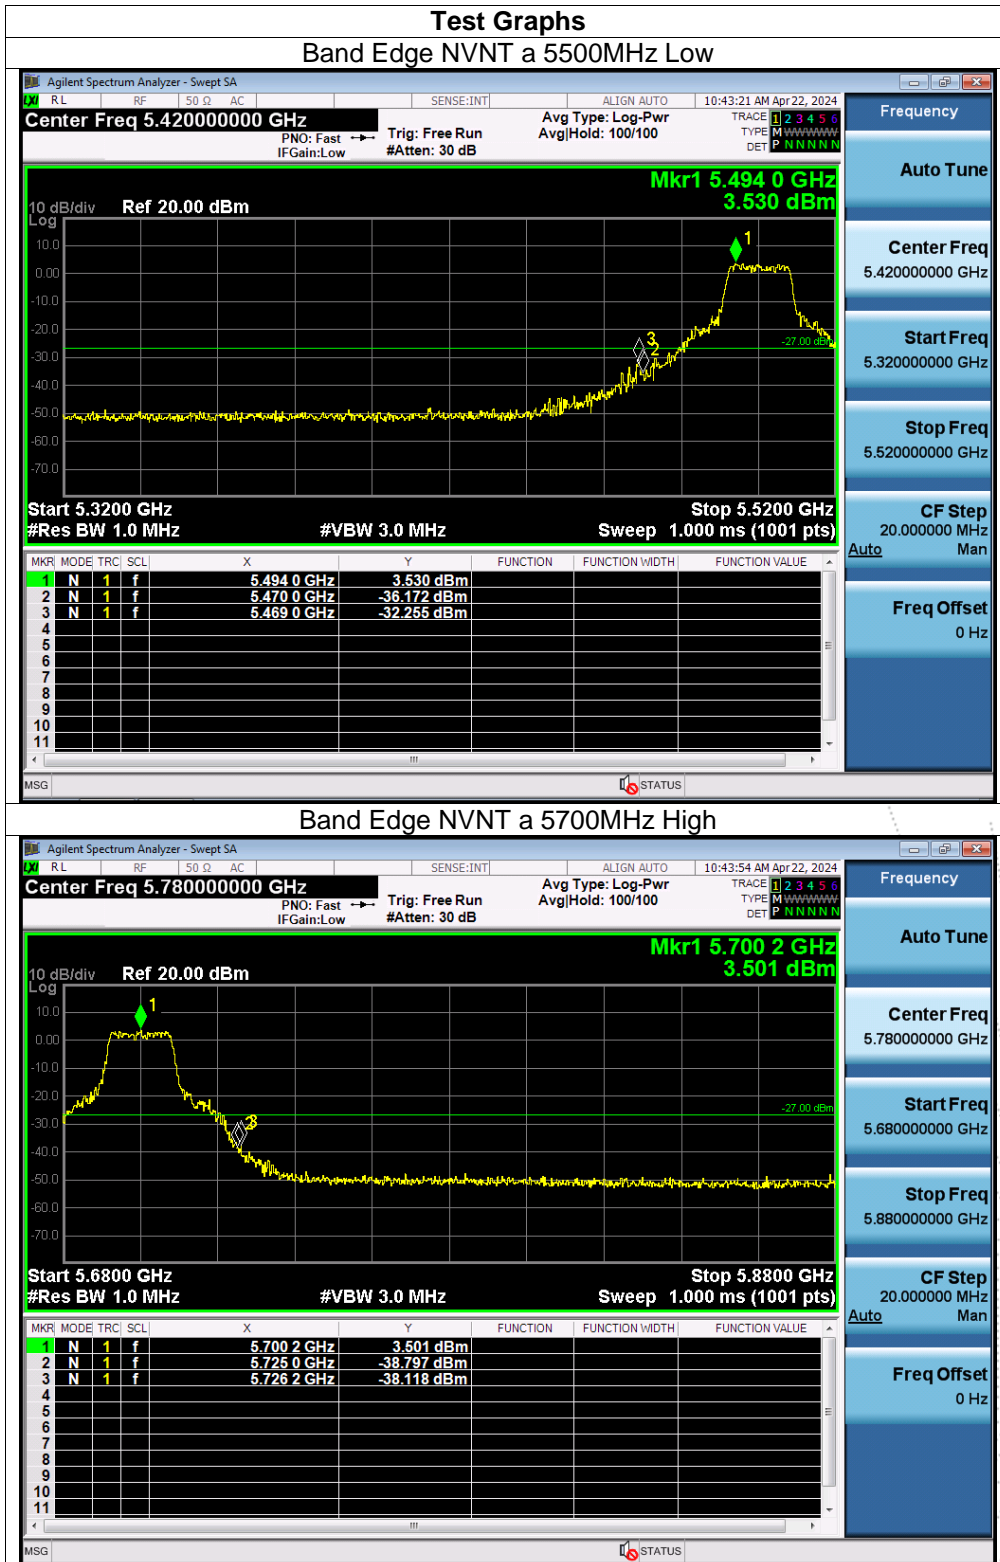 Test Graphs
Band Edge NVNT a 5500MHz Low
Agilent Spectrum Analyzer - Swept SA
LXI RL RF 50 Ω AC SENSE:INT ALIGN AUTO 10:43:21 AM Apr 22, 2024
Center Freq 5.420000000 GHz
PNO: Fast
IFGain:Low
Trig: Free Run
#Atten: 30 dB
Avg Type: Log-Pwr
Avg|Hold: 100/100
TRACE 1 2 3 4 5 6
TYPE M WWWWW
DET P N N N N N
Mkr1 5.494 0 GHz
3.530 dBm
10 dB/div Ref 20.00 dBm
Log
10.0
0.00
-10.0
-20.0
-30.0
-40.0
-50.0
-60.0
-70.0
1
3
2
-27.00 dBm
Start 5.3200 GHz Stop 5.5200 GHz
#Res BW 1.0 MHz #VBW 3.0 MHz Sweep 1.000 ms (1001 pts)
MKR MODE TRC SCL X Y FUNCTION FUNCTION WIDTH FUNCTION VALUE
1 N 1 f 5.494 0 GHz 3.530 dBm
2 N 1 f 5.470 0 GHz -36.172 dBm
3 N 1 f 5.469 0 GHz -32.255 dBm
4
5
6
7
8
9
10
11
MSG STATUS
Frequency
Auto Tune
Center Freq
5.420000000 GHz
Start Freq
5.320000000 GHz
Stop Freq
5.520000000 GHz
CF Step
20.000000 MHz
Auto Man
Freq Offset
0 Hz
Band Edge NVNT a 5700MHz High
Agilent Spectrum Analyzer - Swept SA
LXI RL RF 50 Ω AC SENSE:INT ALIGN AUTO 10:43:54 AM Apr 22, 2024
Center Freq 5.780000000 GHz
PNO: Fast
IFGain:Low
Trig: Free Run
#Atten: 30 dB
Avg Type: Log-Pwr
Avg|Hold: 100/100
TRACE 1 2 3 4 5 6
TYPE M WWWWW
DET P N N N N N
Mkr1 5.700 2 GHz
3.501 dBm
10 dB/div Ref 20.00 dBm
Log
10.0
0.00
-10.0
-20.0
-30.0
-40.0
-50.0
-60.0
-70.0
1
2
3
-27.00 dBm
Start 5.6800 GHz Stop 5.8800 GHz
#Res BW 1.0 MHz #VBW 3.0 MHz Sweep 1.000 ms (1001 pts)
MKR MODE TRC SCL X Y FUNCTION FUNCTION WIDTH FUNCTION VALUE
1 N 1 f 5.700 2 GHz 3.501 dBm
2 N 1 f 5.725 0 GHz -38.797 dBm
3 N 1 f 5.726 2 GHz -38.118 dBm
4
5
6
7
8
9
10
11
MSG STATUS
Frequency
Auto Tune
Center Freq
5.780000000 GHz
Start Freq
5.680000000 GHz
Stop Freq
5.880000000 GHz
CF Step
20.000000 MHz
Auto Man
Freq Offset
0 Hz